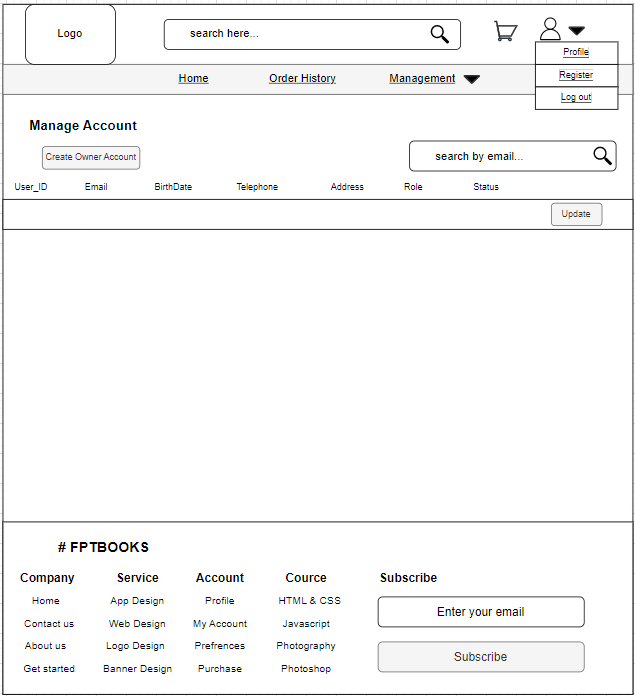 Logo
search here...
Profile
Register
Log out
Home Order History Management
Manage Account
Create Owner Account
search by email...
User_ID Email BirthDate Telephone Address Role Status
Update
# FPTBOOKS
Company Service Account Cource Subscribe
Home App Design Profile HTML & CSS
Enter your email
Contact us Web Design My Account Javascript
About us Logo Design Prefrences Photography
Subscribe
Get started Banner Design Purchase Photoshop